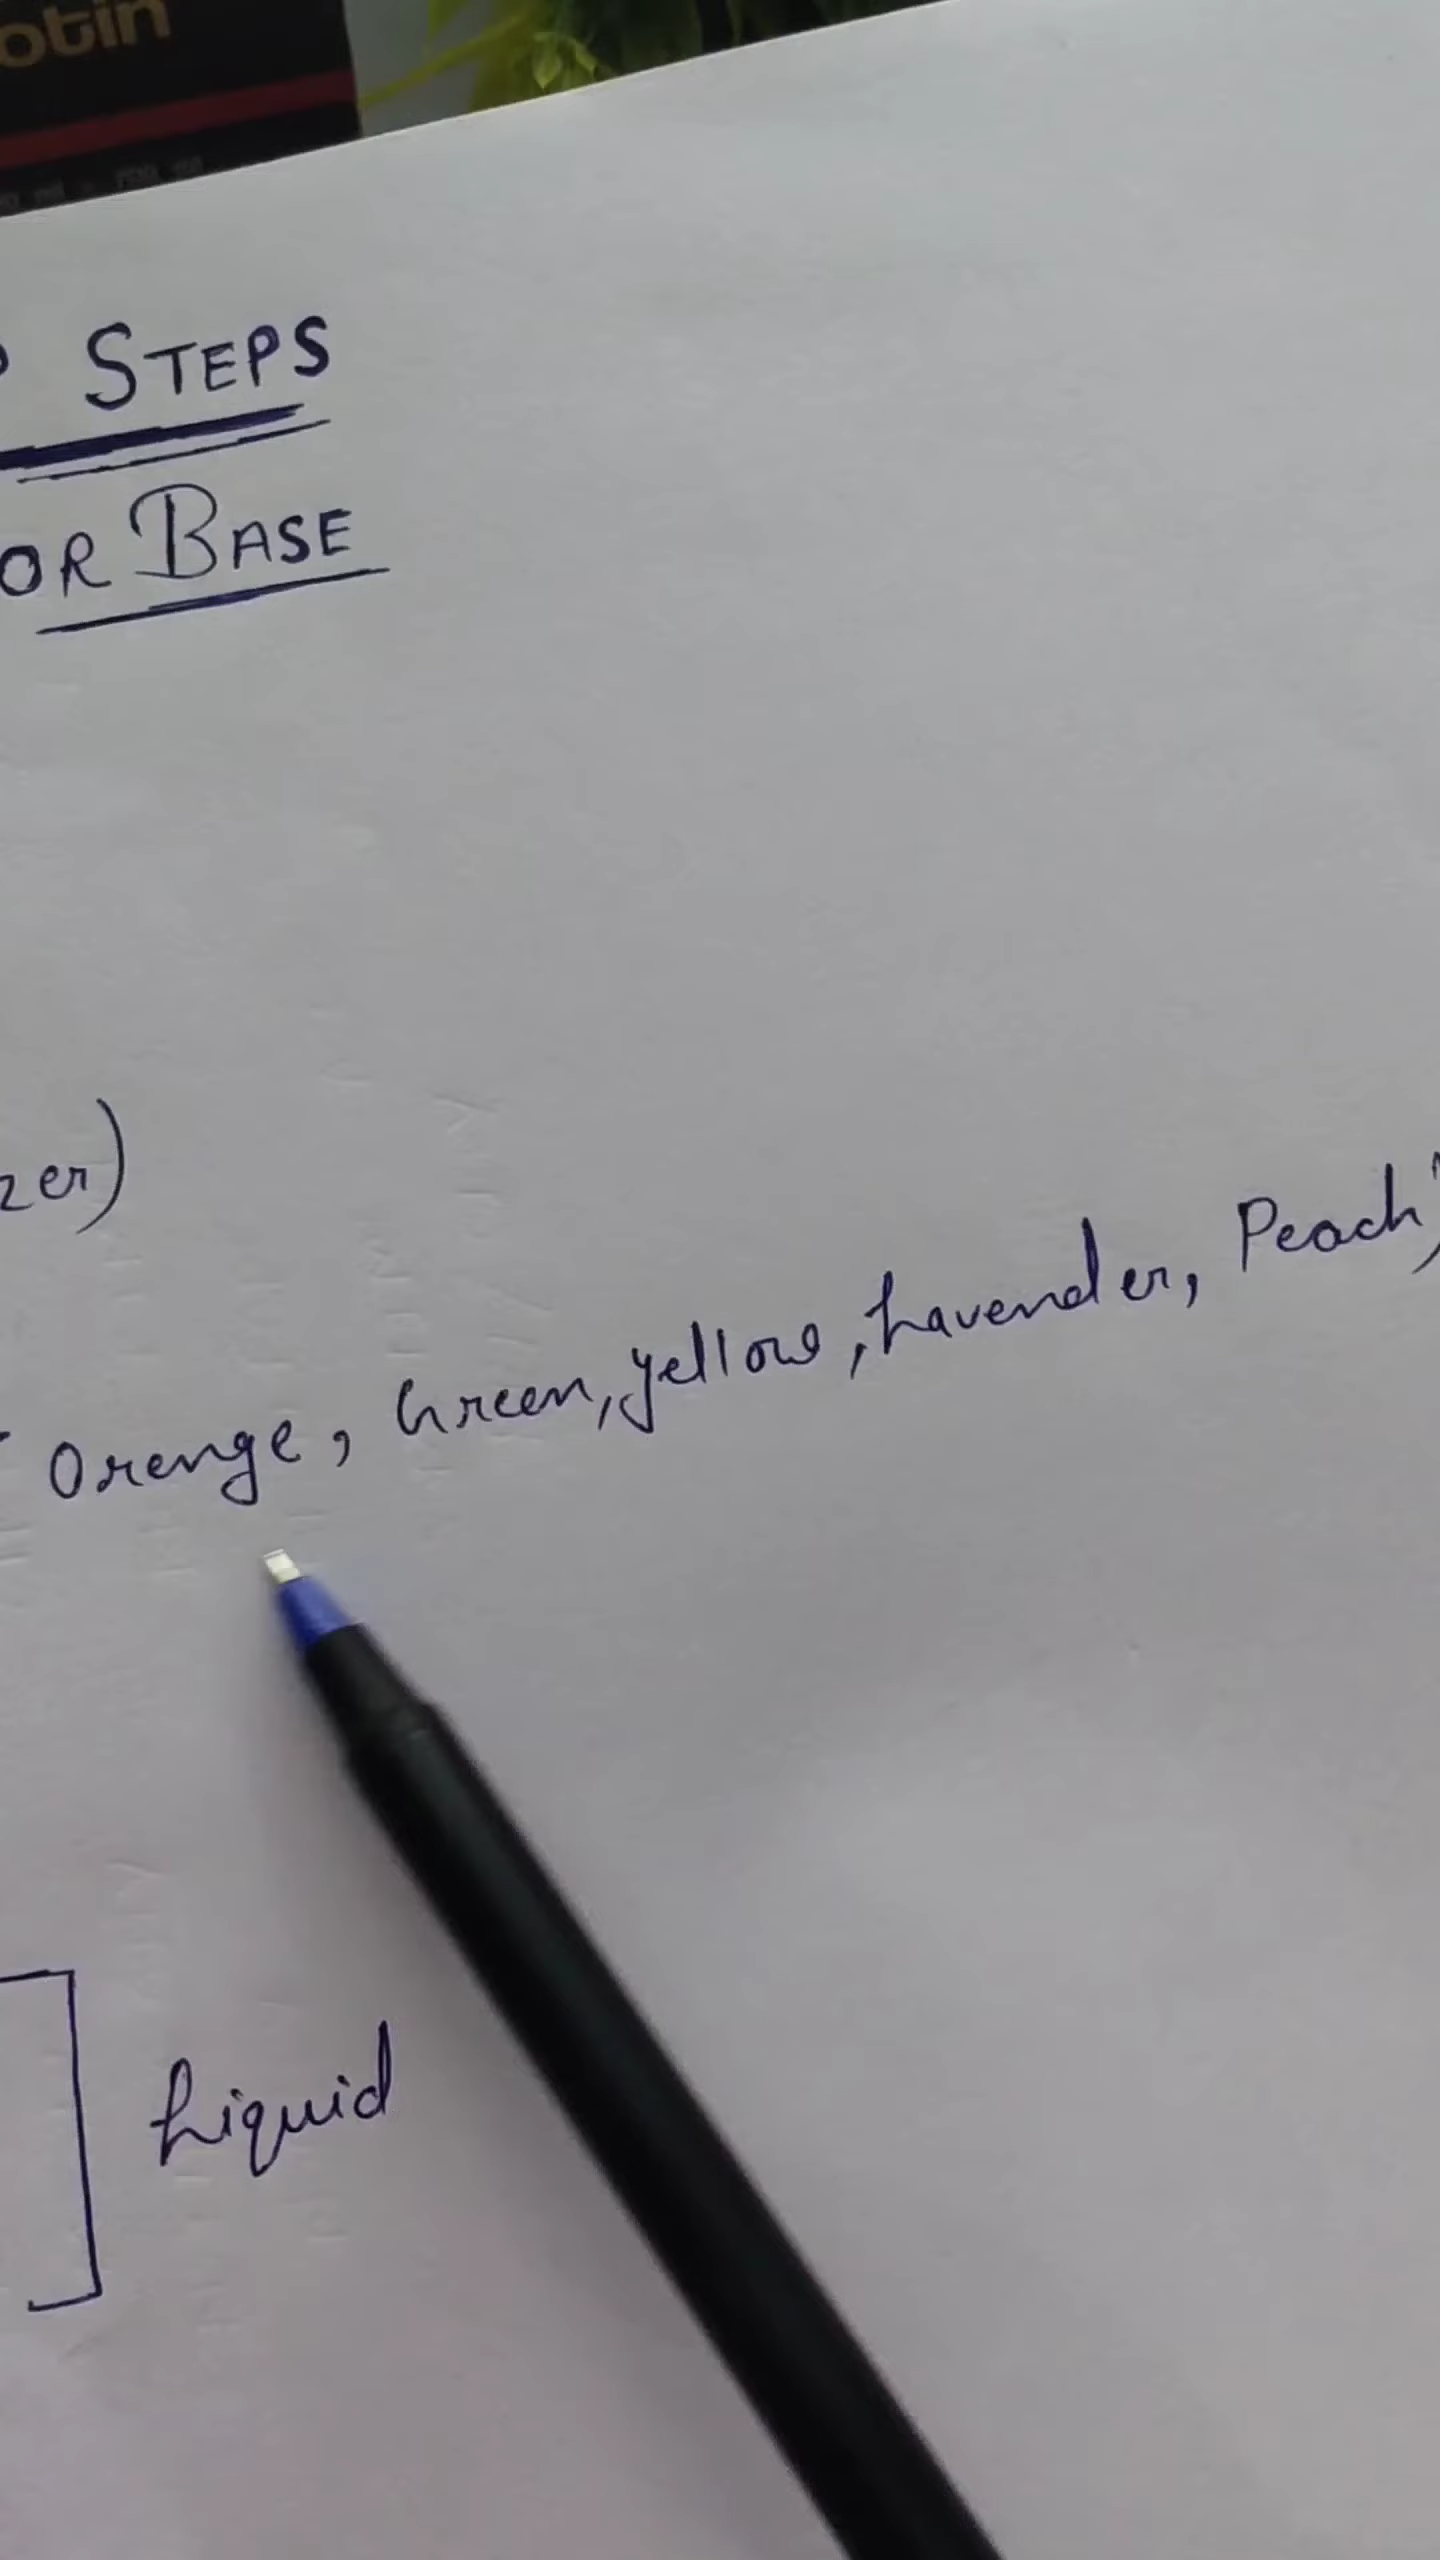 otin
STEPS
OR BASE
zer)
Orenge, Green, yellow, Lavender, Peach)
Liquid